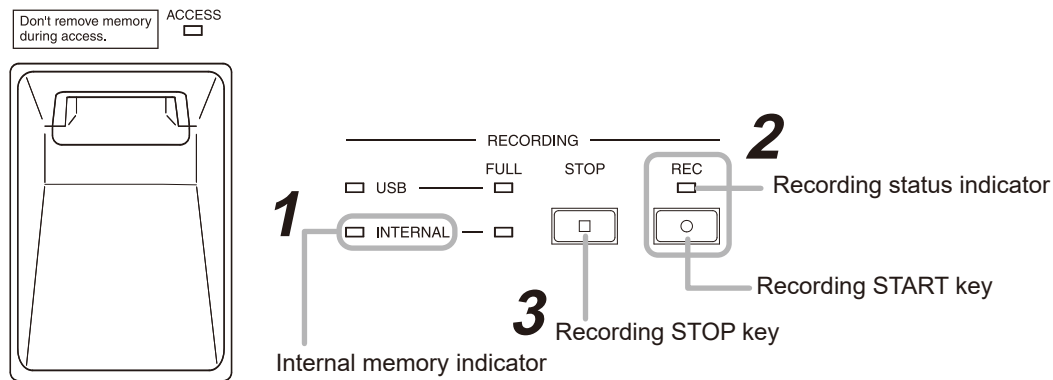 Don't remove memory
during access.
ACCESS
RECORDING
2
FULL
STOP
REC
USB
Recording status indicator
1
INTERNAL
Recording START key
3
Recording STOP key
Internal memory indicator